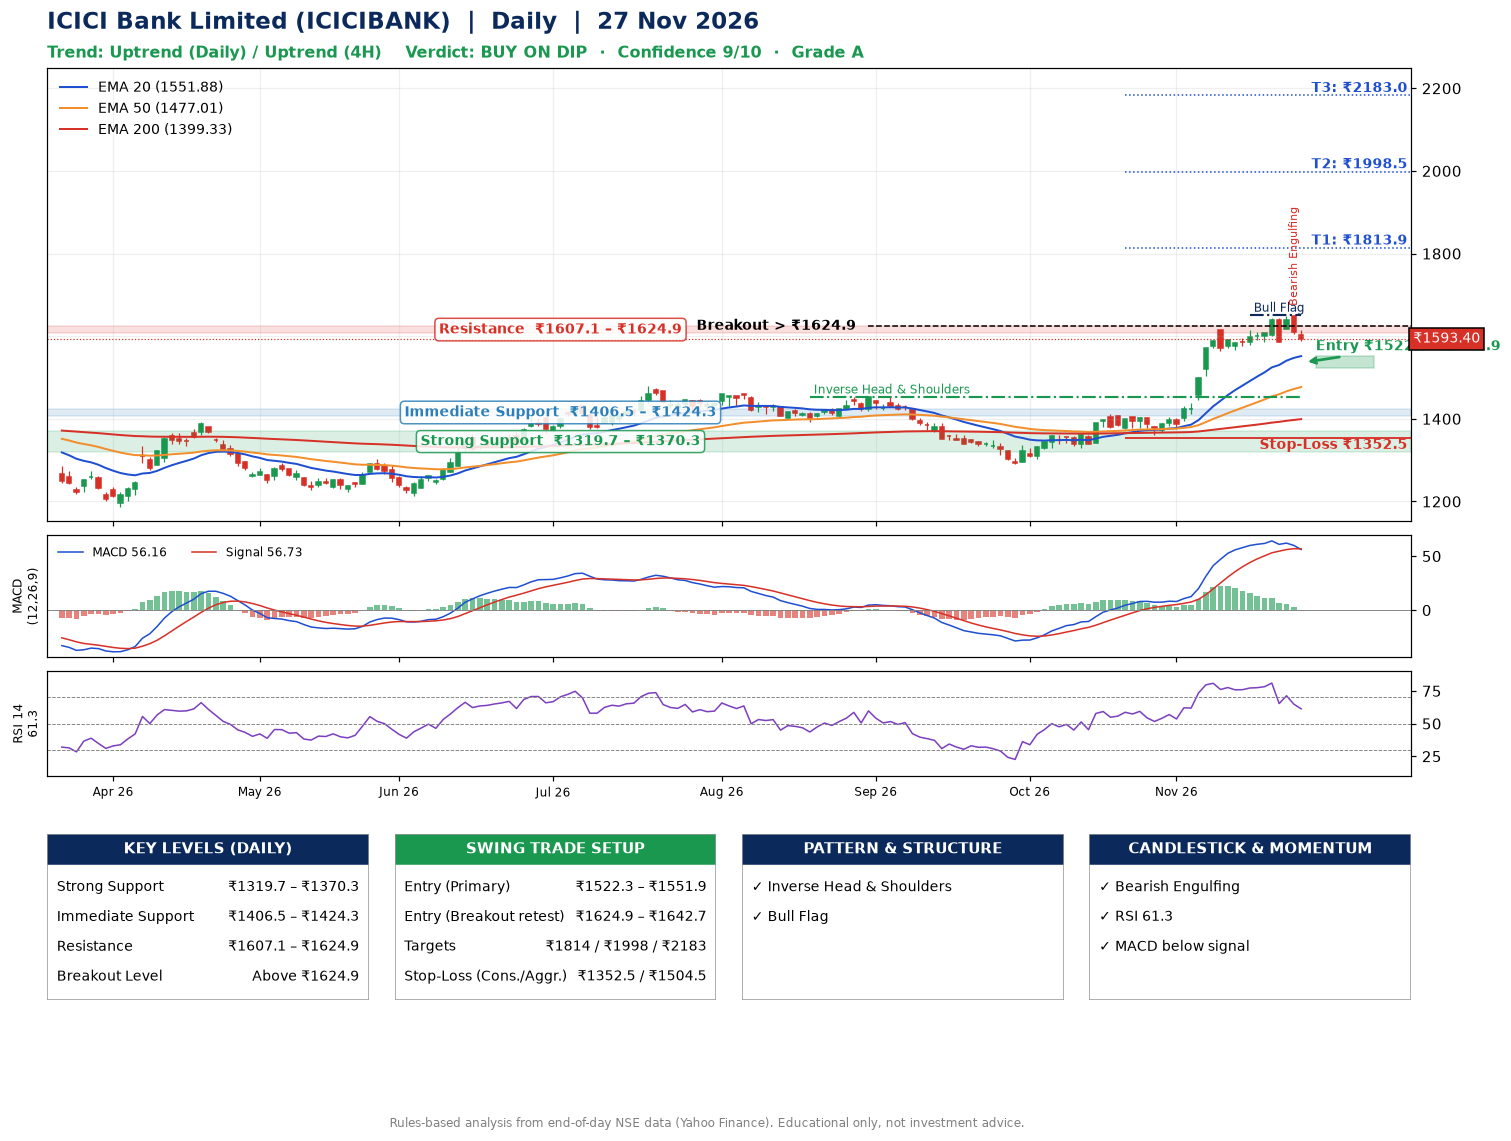 ICICI Bank Limited (ICICIBANK) | Daily | 27 Nov 2026
Trend: Uptrend (Daily) / Uptrend (4H) Verdict: BUY ON DIP · Confidence 9/10 · Grade A
EMA 20 (1551.88)
EMA 50 (1477.01)
EMA 200 (1399.33)
T3: ₹2183.0
2200
T2: ₹1998.5
2000
T1: ₹1813.9
1800
Bearish Engulfing
Bull Flag
Resistance ₹1607.1 – ₹1624.9
Breakout > ₹1624.9
₹1593.40
Entry ₹1522
.9
Inverse Head & Shoulders
Immediate Support ₹1406.5 – ₹1424.3
1400
Strong Support ₹1319.7 – ₹1370.3
Stop-Loss ₹1352.5
1200
MACD (12,26,9)
MACD 56.16
Signal 56.73
50
0
RSI 14
61.3
75
50
25
Apr 26
May 26
Jun 26
Jul 26
Aug 26
Sep 26
Oct 26
Nov 26
KEY LEVELS (DAILY)
Strong Support ₹1319.7 – ₹1370.3
Immediate Support ₹1406.5 – ₹1424.3
Resistance ₹1607.1 – ₹1624.9
Breakout Level Above ₹1624.9
SWING TRADE SETUP
Entry (Primary) ₹1522.3 – ₹1551.9
Entry (Breakout retest) ₹1624.9 – ₹1642.7
Targets ₹1814 / ₹1998 / ₹2183
Stop-Loss (Cons./Aggr.) ₹1352.5 / ₹1504.5
PATTERN & STRUCTURE
✓ Inverse Head & Shoulders
✓ Bull Flag
CANDLESTICK & MOMENTUM
✓ Bearish Engulfing
✓ RSI 61.3
✓ MACD below signal
Rules-based analysis from end-of-day NSE data (Yahoo Finance). Educational only, not investment advice.